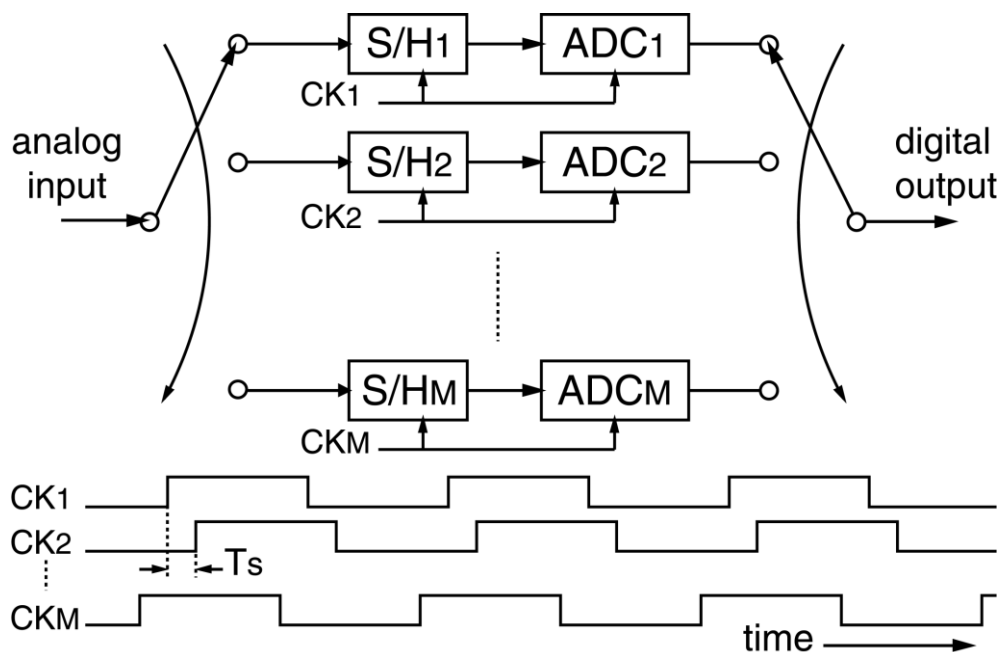 S/H1 ADC1
CK1
analog input
S/H2 ADC2
digital output
CK2
S/HM ADCM
CKM
CK1
CK2
Ts
CKM
time